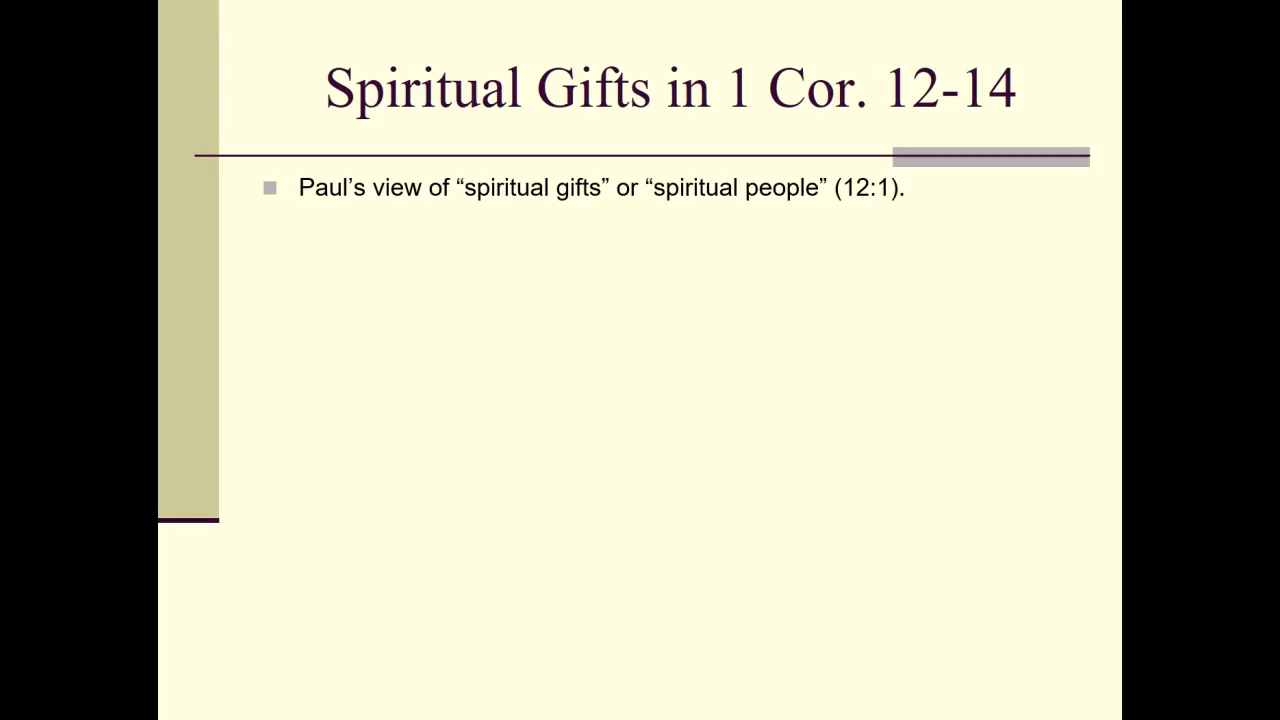 Spiritual Gifts in 1 Cor. 12-14
Paul’s view of “spiritual gifts” or “spiritual people” (12:1).